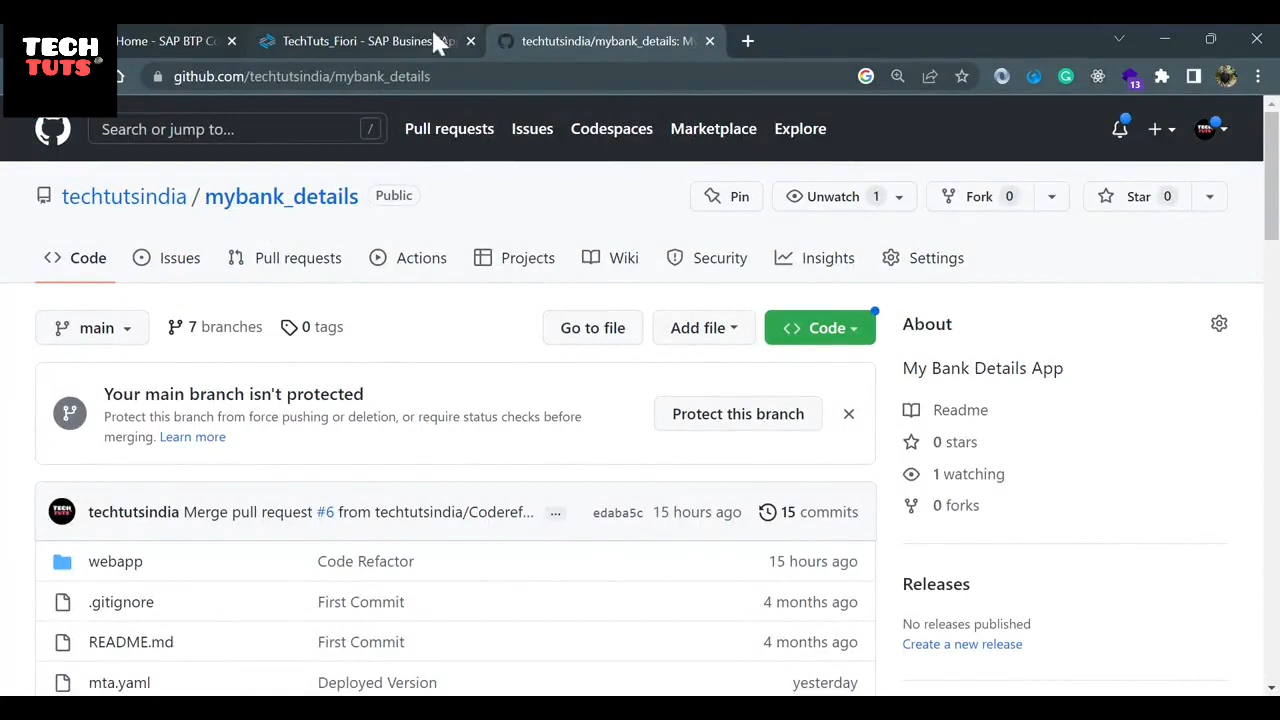 TECH
TUTS
Home - SAP BTP Co
TechTuts_Fiori - SAP Business Ap
techtutsindia/mybank_details: My
github.com/techtutsindia/mybank_details
13
Search or jump to...
/
Pull requests
Issues
Codespaces
Marketplace
Explore
techtutsindia / mybank_details
Public
Pin
Unwatch 1
Fork 0
Star 0
Code
Issues
Pull requests
Actions
Projects
Wiki
Security
Insights
Settings
main
7 branches
0 tags
Go to file
Add file
Code
About
Your main branch isn't protected
Protect this branch from force pushing or deletion, or require status checks before
merging. Learn more
Protect this branch
My Bank Details App
Readme
0 stars
1 watching
0 forks
techtutsindia Merge pull request #6 from techtutsindia/Coderef...
...
edaba5c
15 hours ago
15 commits
webapp
Code Refactor
15 hours ago
.gitignore
First Commit
4 months ago
README.md
First Commit
4 months ago
mta.yaml
Deployed Version
yesterday
Releases
No releases published
Create a new release